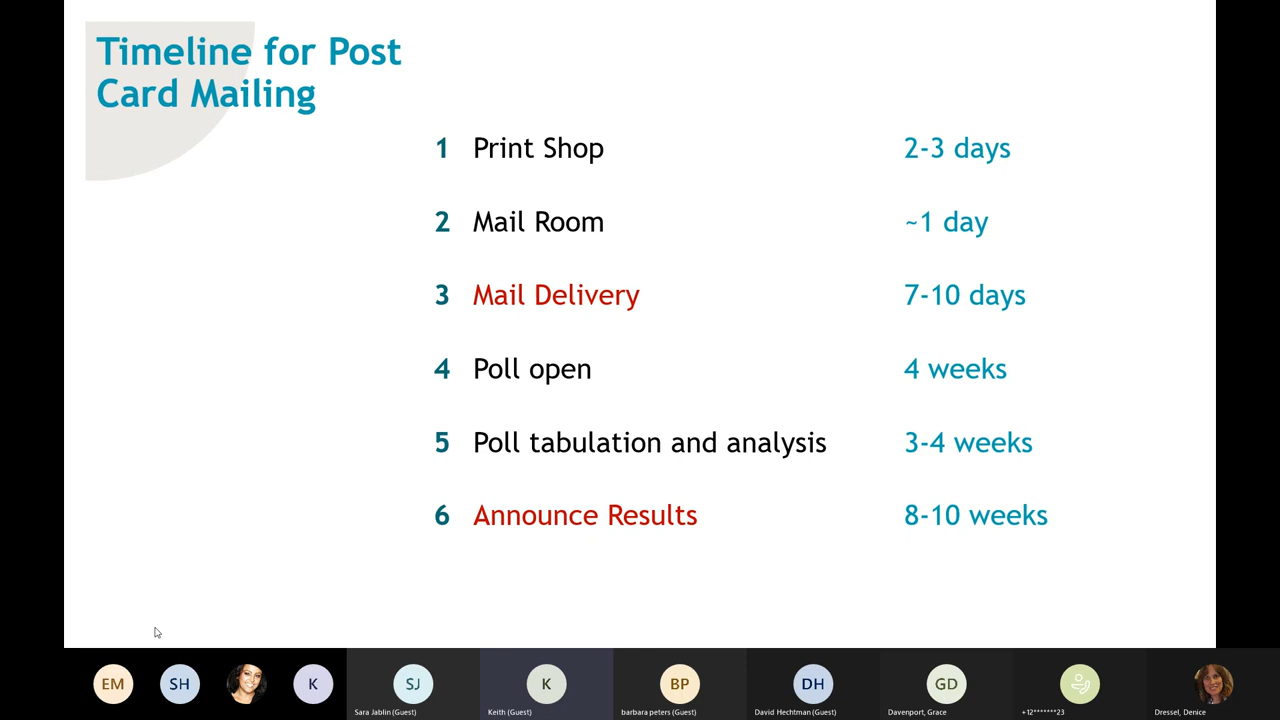 Timeline for Post
Card Mailing
1 Print Shop 2-3 days
2 Mail Room ~1 day
3 Mail Delivery 7-10 days
4 Poll open 4 weeks
5 Poll tabulation and analysis 3-4 weeks
6 Announce Results 8-10 weeks
EM SH K SJ K BP DH GD
Sara Jablin (Guest) Keith (Guest) barbara peters (Guest) David Hechtman (Guest) Davenport, Grace +12*******23 Dressel, Denice